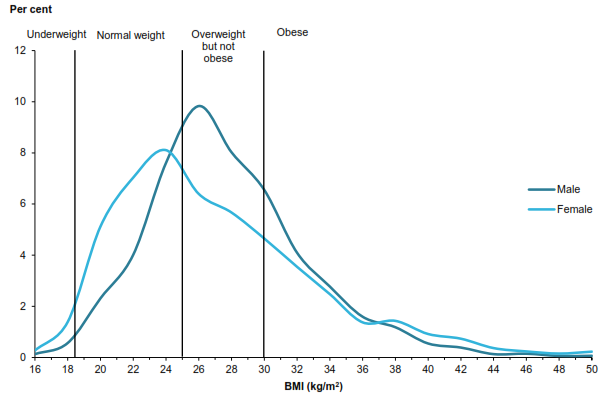 Per cent
Underweight Normal weight Overweight but not obese Obese
12
10
8
6
4
2
0
16 18 20 22 24 26 28 30 32 34 36 38 40 42 44 46 48 50
BMI (kg/m²)
Male
Female